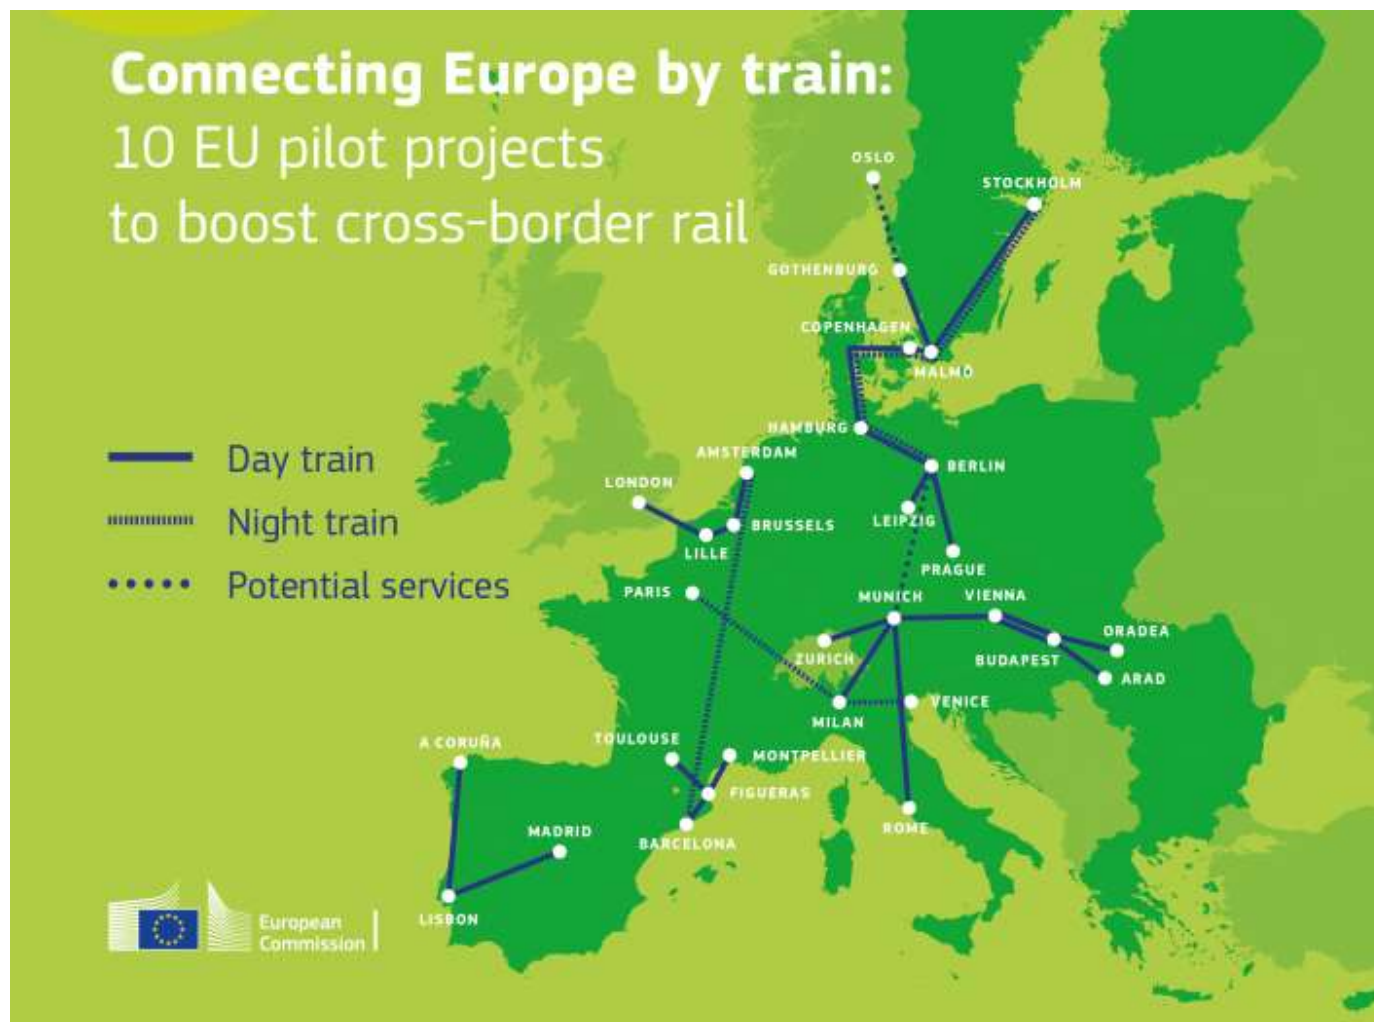 Connecting Europe by train:
10 EU pilot projects
to boost cross-border rail
OSLO
STOCKHOLM
GOTHENBURG
COPENHAGEN
MALMÖ
HAMBURG
AMSTERDAM
BERLIN
LONDON
LEIPZIG
BRUSSELS
LILLE
PRAGUE
PARIS
MUNICH
VIENNA
ORADEA
ZURICH
BUDAPEST
ARAD
VENICE
MILAN
A CORUÑA
TOULOUSE
MONTPELLIER
FIGUERAS
ROME
MADRID
BARCELONA
LISBON
Day train
Night train
Potential services
European
Commission